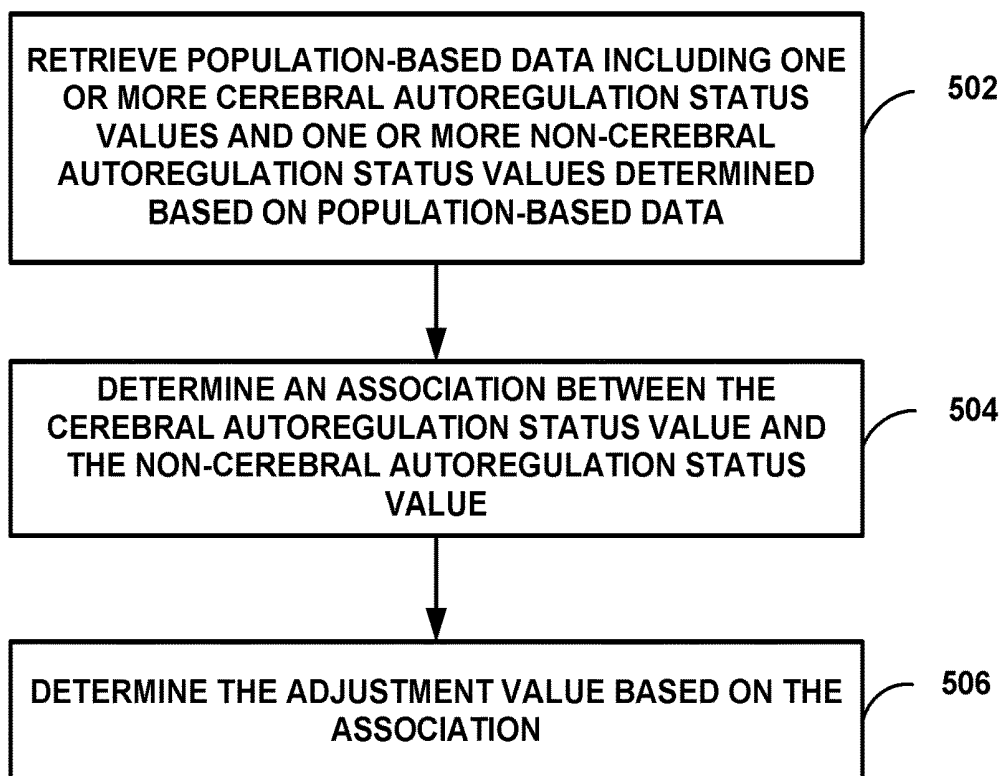 RETRIEVE POPULATION-BASED DATA INCLUDING ONE
OR MORE CEREBRAL AUTOREGULATION STATUS
VALUES AND ONE OR MORE NON-CEREBRAL
AUTOREGULATION STATUS VALUES DETERMINED
BASED ON POPULATION-BASED DATA
502
DETERMINE AN ASSOCIATION BETWEEN THE
CEREBRAL AUTOREGULATION STATUS VALUE AND
THE NON-CEREBRAL AUTOREGULATION STATUS
VALUE
504
DETERMINE THE ADJUSTMENT VALUE BASED ON THE
ASSOCIATION
506